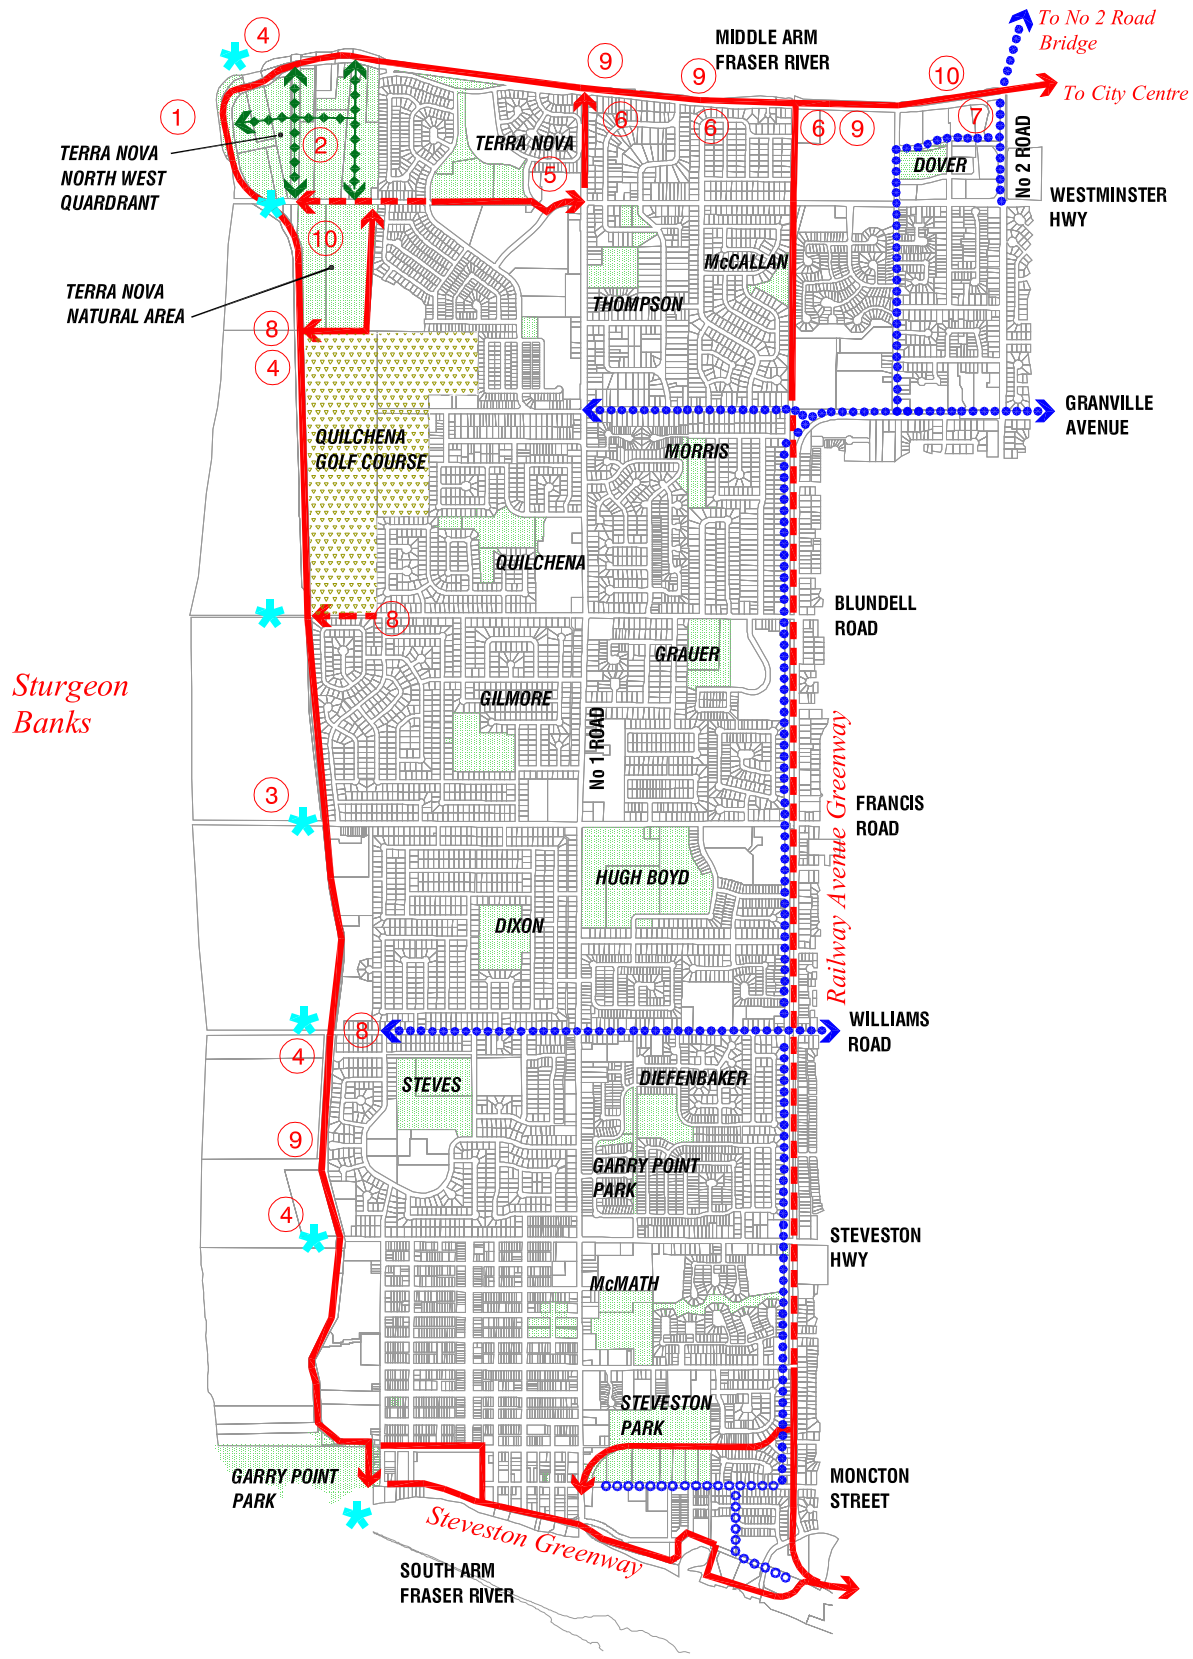 To No 2 Road
Bridge
4
MIDDLE ARM
FRASER RIVER
9
9
10
To City Centre
1
6
6
6
9
7
2
TERRA NOVA
NORTH WEST
QUARDRANT
TERRA NOVA
5
DOVER
No 2 ROAD
WESTMINSTER
HWY
10
McCALLAN
TERRA NOVA
NATURAL AREA
THOMPSON
8
4
GRANVILLE
AVENUE
QUILCHENA
GOLF COURSE
MORRIS
QUILCHENA
BLUNDELL
ROAD
8
GRAUER
Sturgeon
Banks
GILMORE
No 1 ROAD
Railway Avenue Greenway
3
FRANCIS
ROAD
HUGH BOYD
DIXON
8
WILLIAMS
ROAD
4
STEVES
DIEFENBAKER
9
GARRY POINT
PARK
4
STEVESTON
HWY
McMATH
STEVESTON
PARK
GARRY POINT
PARK
MONCTON
STREET
Steveston Greenway
SOUTH ARM
FRASER RIVER